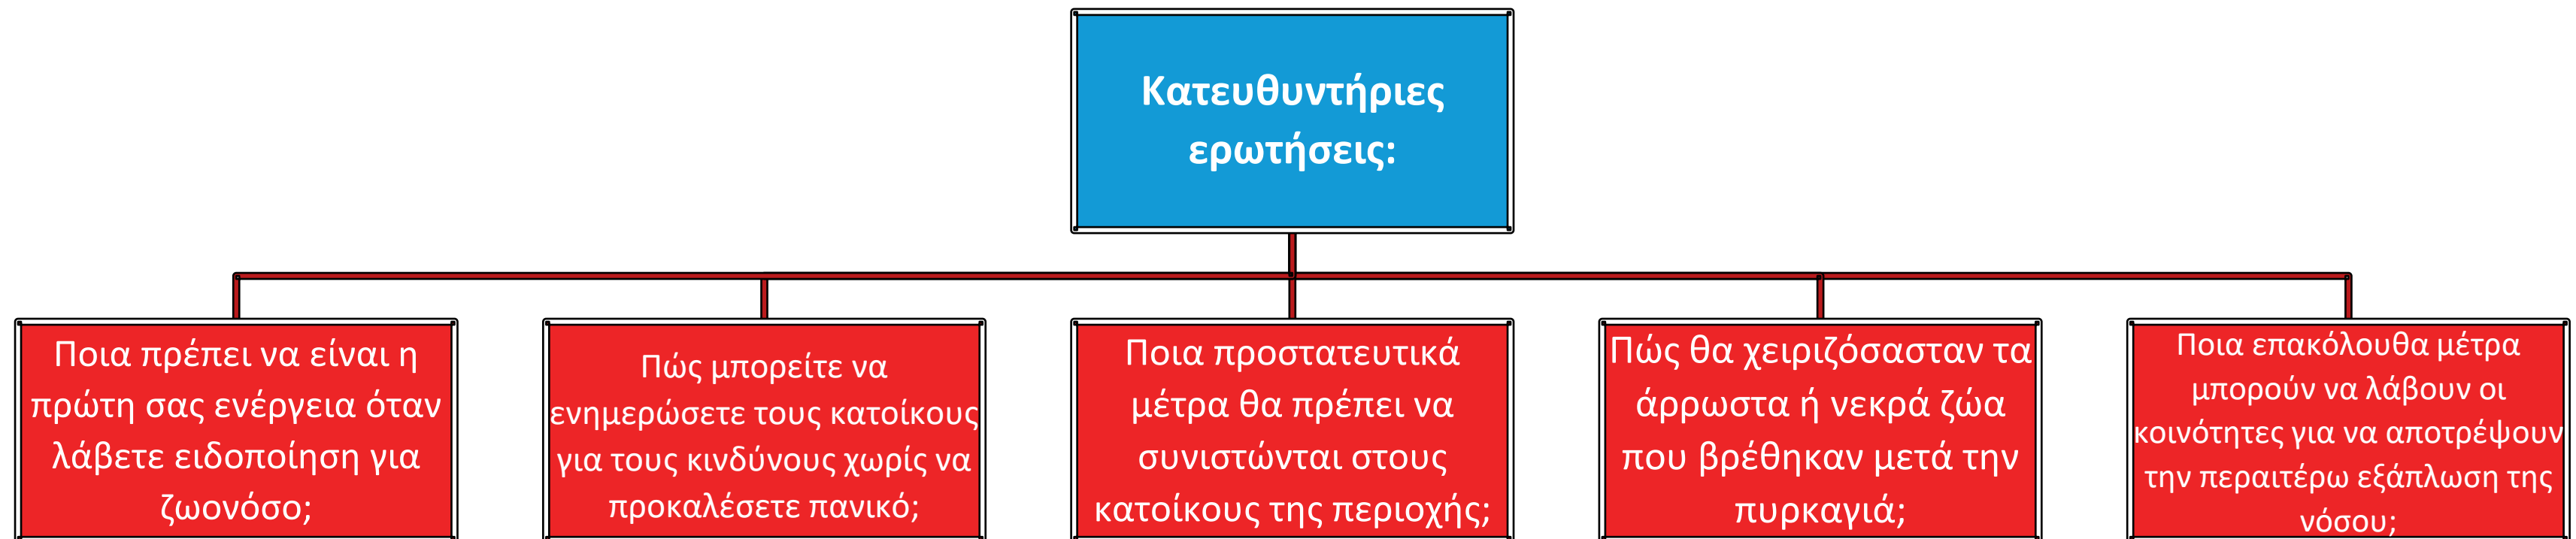 Κατευθυντήριες
ερωτήσεις:
Ποια πρέπει να είναι η
πρώτη σας ενέργεια όταν
λάβετε ειδοποίηση για
ζωονόσο;
Πώς μπορείτε να
ενημερώσετε τους κατοίκους
για τους κινδύνους χωρίς να
προκαλέσετε πανικό;
Ποια προστατευτικά
μέτρα θα πρέπει να
συνιστώνται στους
κατοίκους της περιοχής;
Πώς θα χειριζόσασταν τα
άρρωστα ή νεκρά ζώα
που βρέθηκαν μετά την
πυρκαγιά;
Ποια επακόλουθα μέτρα
μπορούν να λάβουν οι
κοινότητες για να αποτρέψουν
την περαιτέρω εξάπλωση της
νόσου;